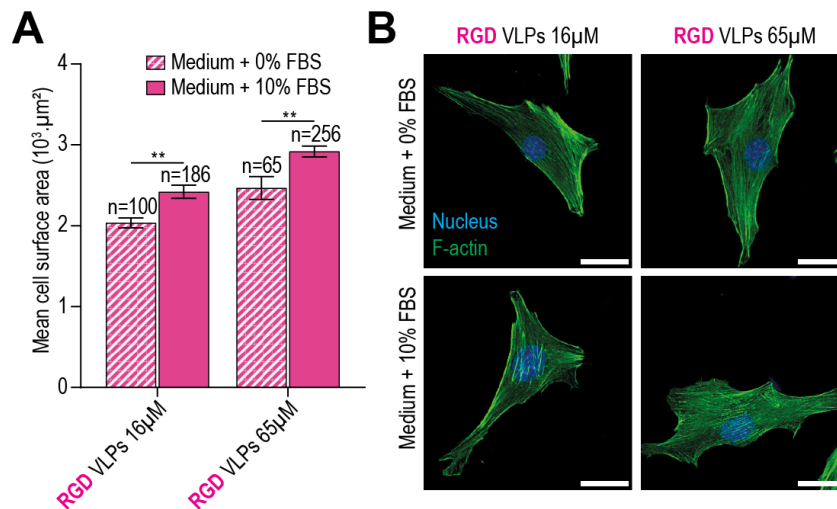 A
Mean cell surface area (10³.µm²)
4
3
2
1
0
Medium + 0% FBS
Medium + 10% FBS
**
**
n=100
n=186
n=65
n=256
RGD VLPs 16µM
RGD VLPs 65µM
B
RGD VLPs 16µM
RGD VLPs 65µM
Medium + 0% FBS
Nucleus
F-actin
Medium + 10% FBS